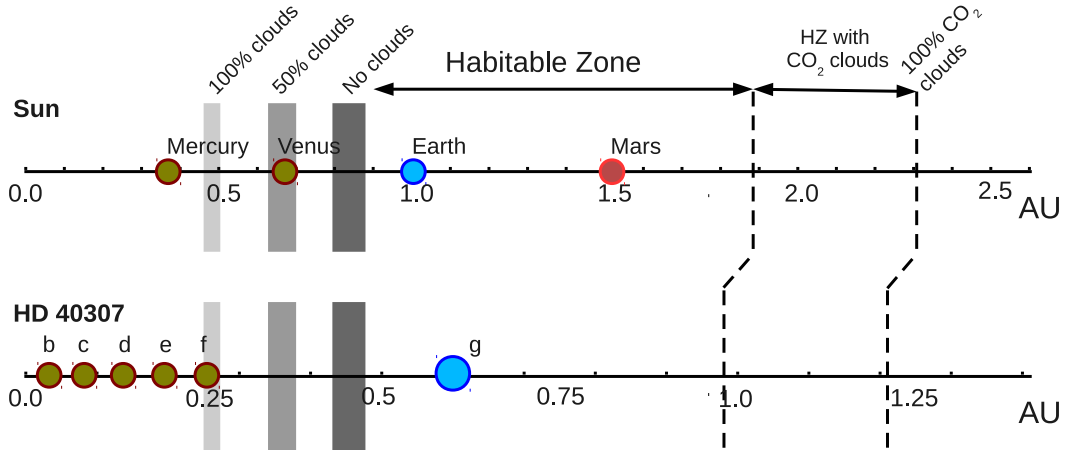 100% clouds
50% clouds
No clouds
Habitable Zone
HZ with
CO₂ clouds
100% CO₂
clouds
Sun
Mercury
Venus
Earth
Mars
0.0
0.5
1.0
1.5
2.0
2.5
AU
HD 40307
b
c
d
e
f
g
0.0
0.25
0.5
0.75
1.0
1.25
AU